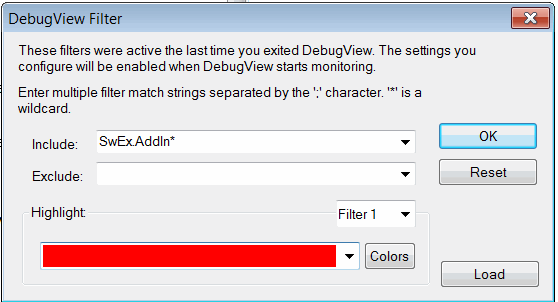 DebugView Filter
These filters were active the last time you exited DebugView. The settings you
configure will be enabled when DebugView starts monitoring.
Enter multiple filter match strings separated by the ';' character. '*' is a
wildcard.
Include: SwEx.AddIn* OK
Exclude: Reset
Highlight: Filter 1
Colors
Load